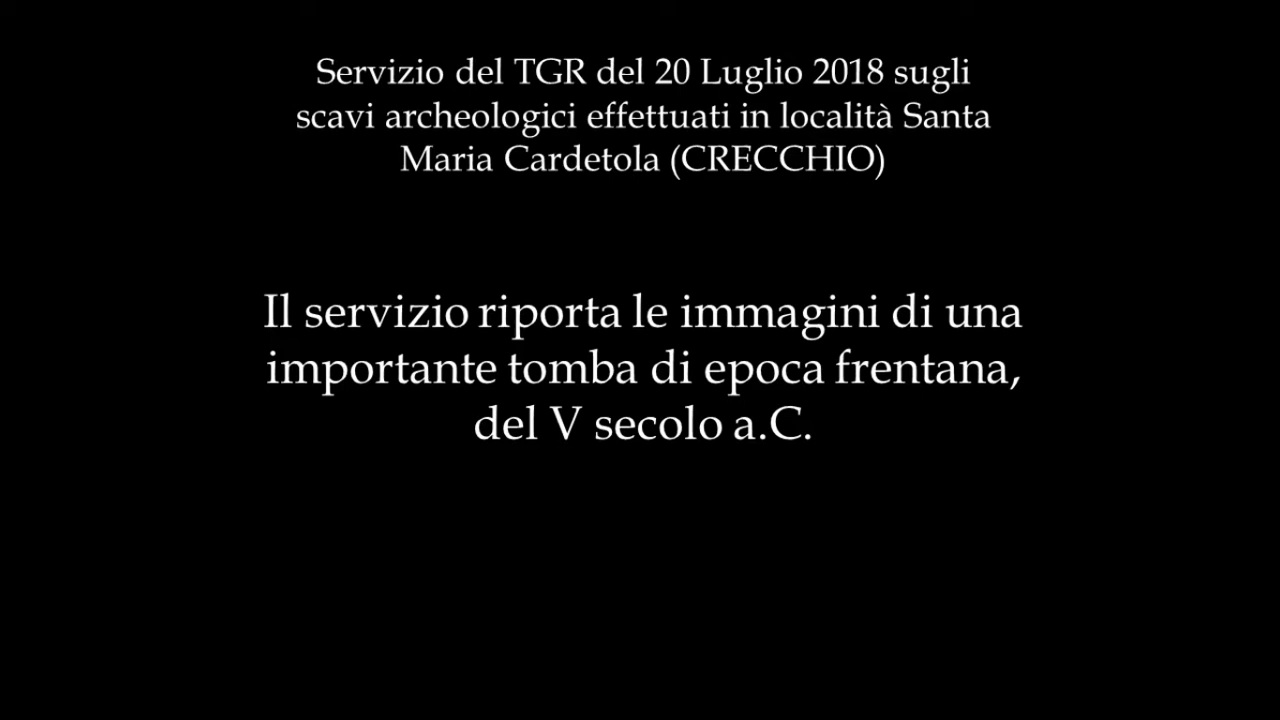 Servizio del TGR del 20 Luglio 2018 sugli
scavi archeologici effettuati in località Santa
Maria Cardetola (CRECCHIO)
Il servizio riporta le immagini di una
importante tomba di epoca frentana,
del V secolo a.C.